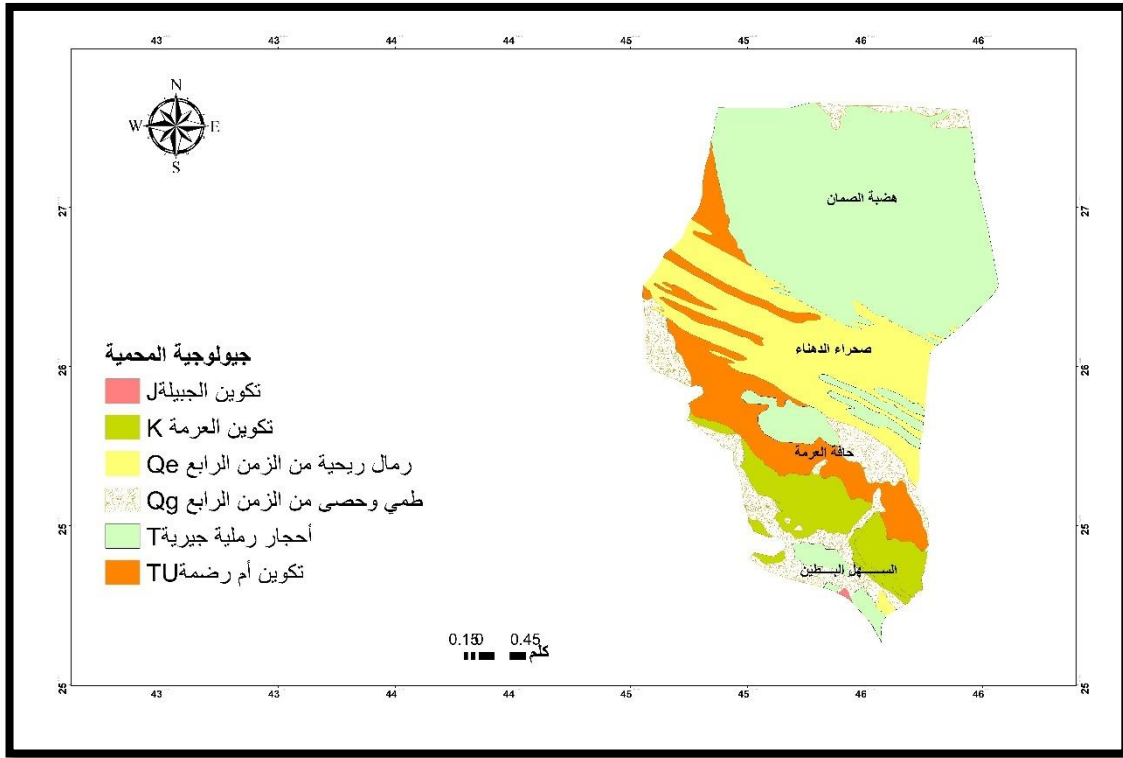 43 43 44 44 45 45 46 46
N
W E
S
27 27
هضبة الصمان
صحراء الدهناء
26 26
جيولوجية المحمية
تكوين الجبيلةJ
تكوين العرمة K
رمال ريحية من الزمن الرابع Qe
حافة العرمة
طمي وحصى من الزمن الرابع Qg
25 25
أحجار رملية جيريةT
تكوين أم رضمةTU
السهل البطين
0.15 0 0.45
كلم
25 25
43 43 44 44 45 45 46 46